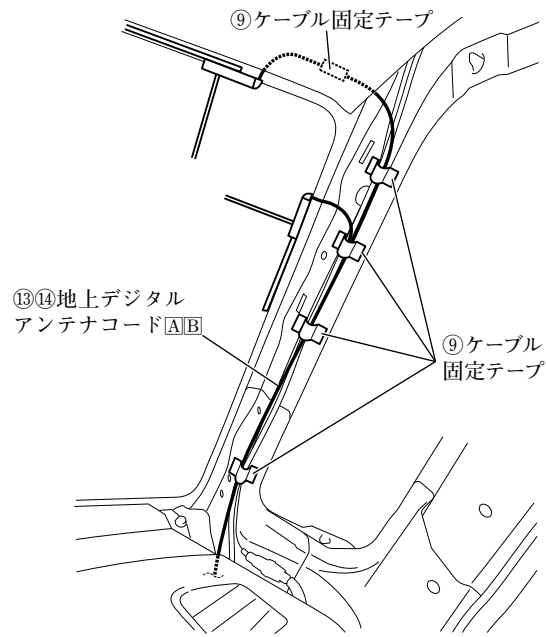 ⑨ケーブル固定テープ
⑬⑭地上デジタル
アンテナコード🄰🄱
⑨ケーブル
固定テープ